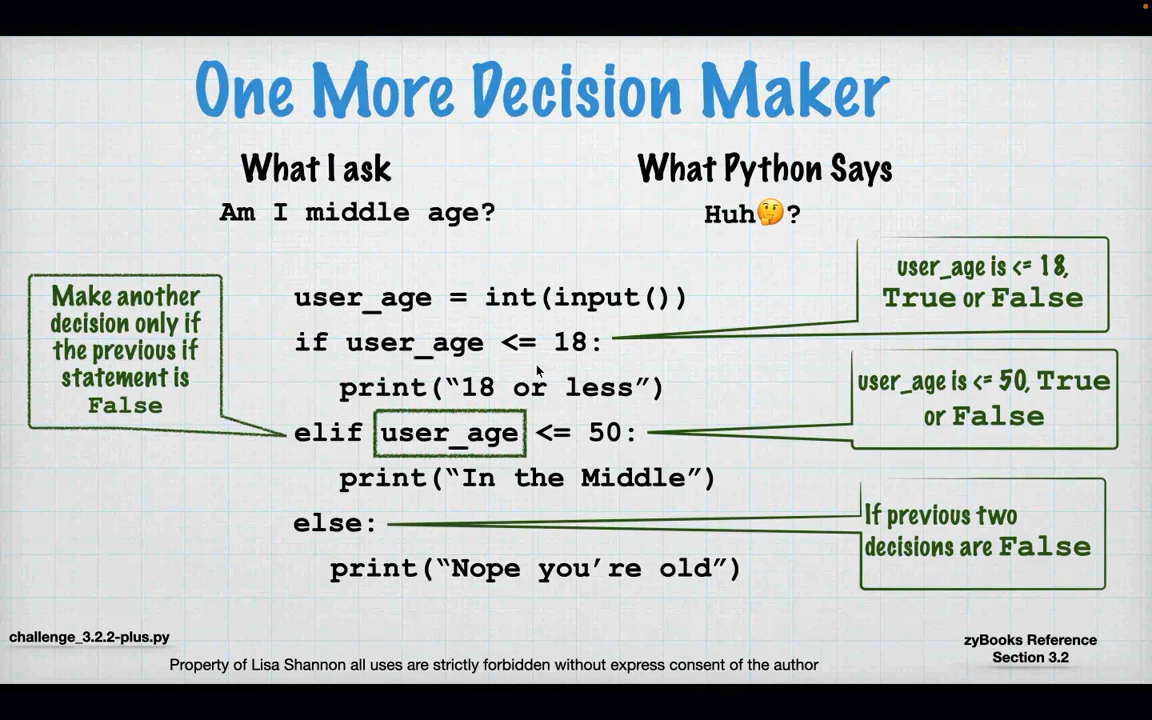 One More Decision Maker
What I ask
What Python Says
Am I middle age?
Huh🤔?
Make another
decision only if
the previous if
statement is
False
user_age = int(input())
if user_age <= 18:
print(“18 or less”)
elif user_age <= 50:
print(“In the Middle”)
else:
print(“Nope you’re old”)
user_age is <= 18,
True or False
user_age is <= 50, True
or False
If previous two
decisions are False
challenge_3.2.2-plus.py
zyBooks Reference
Section 3.2
Property of Lisa Shannon all uses are strictly forbidden without express consent of the author